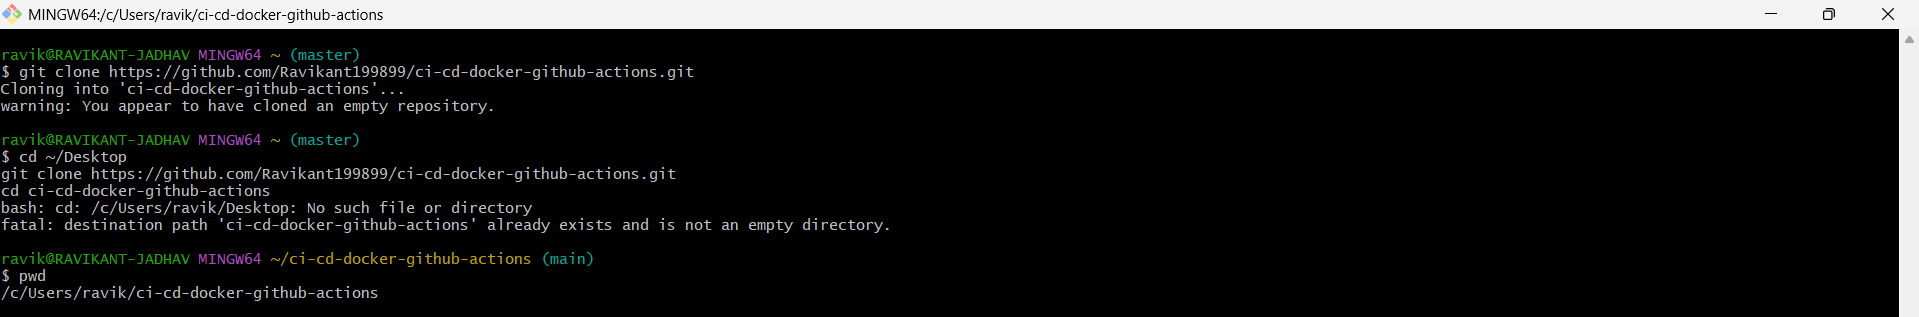 MINGW64:/c/Users/ravik/ci-cd-docker-github-actions
ravik@RAVIKANT-JADHAV MINGW64 ~ (master)
$ git clone https://github.com/Ravikant199899/ci-cd-docker-github-actions.git
Cloning into 'ci-cd-docker-github-actions'...
warning: You appear to have cloned an empty repository.
ravik@RAVIKANT-JADHAV MINGW64 ~ (master)
$ cd ~/Desktop
git clone https://github.com/Ravikant199899/ci-cd-docker-github-actions.git
cd ci-cd-docker-github-actions
bash: cd: /c/Users/ravik/Desktop: No such file or directory
fatal: destination path 'ci-cd-docker-github-actions' already exists and is not an empty directory.
ravik@RAVIKANT-JADHAV MINGW64 ~/ci-cd-docker-github-actions (main)
$ pwd
/c/Users/ravik/ci-cd-docker-github-actions